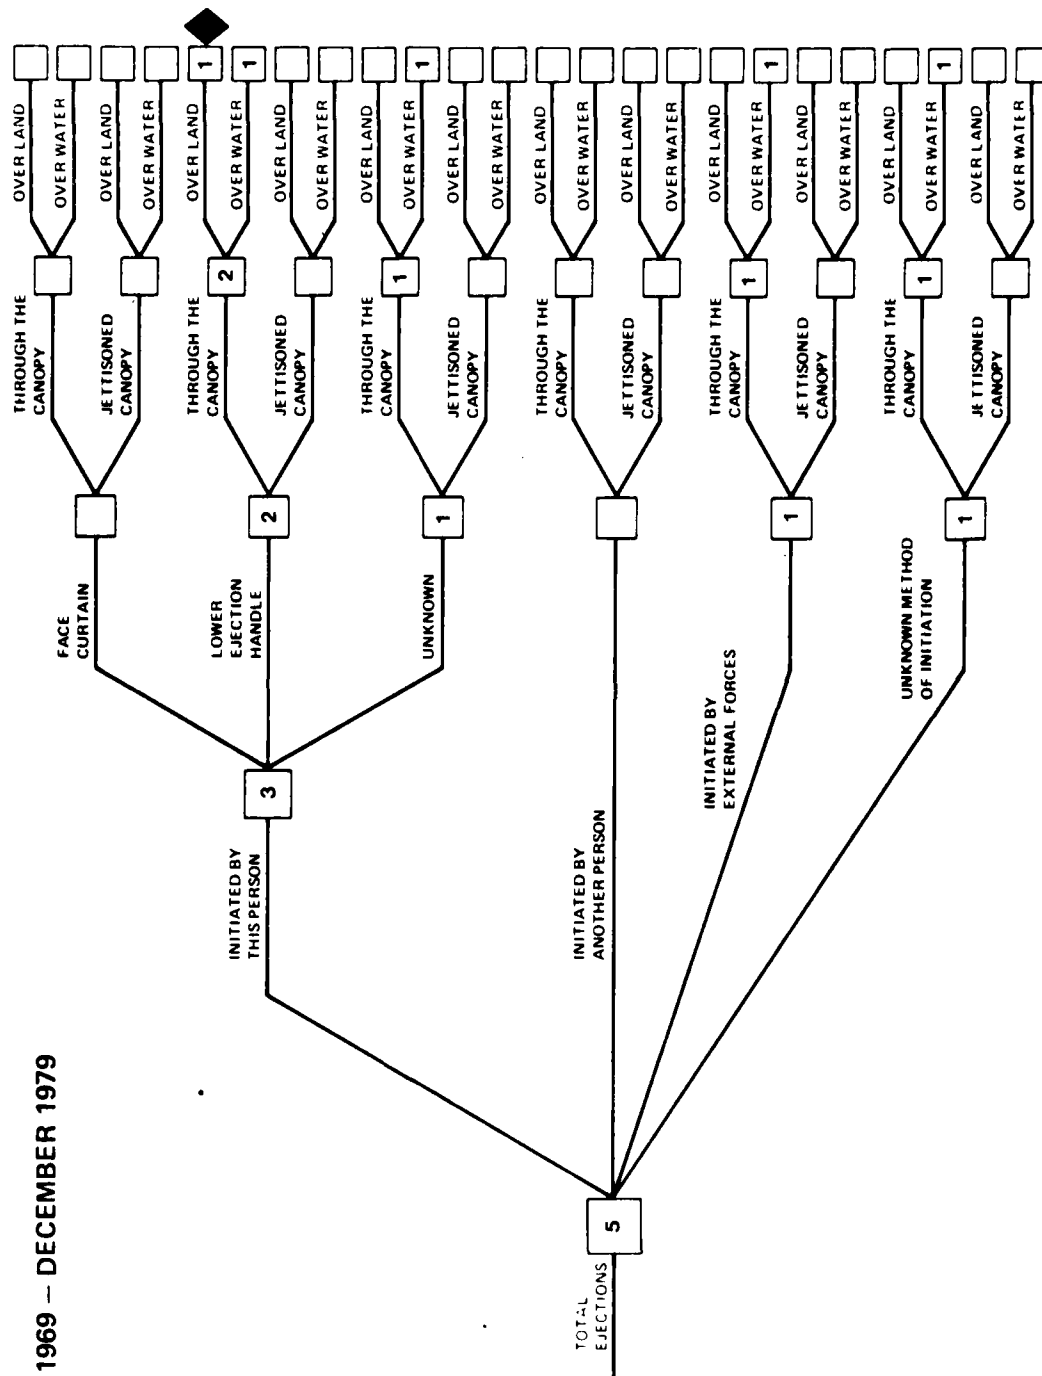 1969 — DECEMBER 1979
TOTAL
EJECTIONS
5
INITIATED BY
THIS PERSON
3
INITIATED BY
ANOTHER PERSON
INITIATED BY
EXTERNAL FORCES
UNKNOWN METHOD
OF INITIATION
FACE
CURTAIN
LOWER
EJECTION
HANDLE
2
UNKNOWN
1
1
1
THROUGH THE
CANOPY
JETTISONED
CANOPY
THROUGH THE
CANOPY
2
JETTISONED
CANOPY
THROUGH THE
CANOPY
1
JETTISONED
CANOPY
THROUGH THE
CANOPY
JETTISONED
CANOPY
THROUGH THE
CANOPY
1
JETTISONED
CANOPY
THROUGH THE
CANOPY
1
JETTISONED
CANOPY
OVER LAND
OVER WATER
OVER LAND
OVER WATER
OVER LAND
1
OVER WATER
1
OVER LAND
OVER WATER
OVER LAND
OVER WATER
1
OVER LAND
OVER WATER
OVER LAND
OVER WATER
OVER LAND
OVER WATER
OVER LAND
OVER WATER
1
OVER LAND
OVER WATER
OVER LAND
OVER WATER
1
OVER LAND
OVER WATER